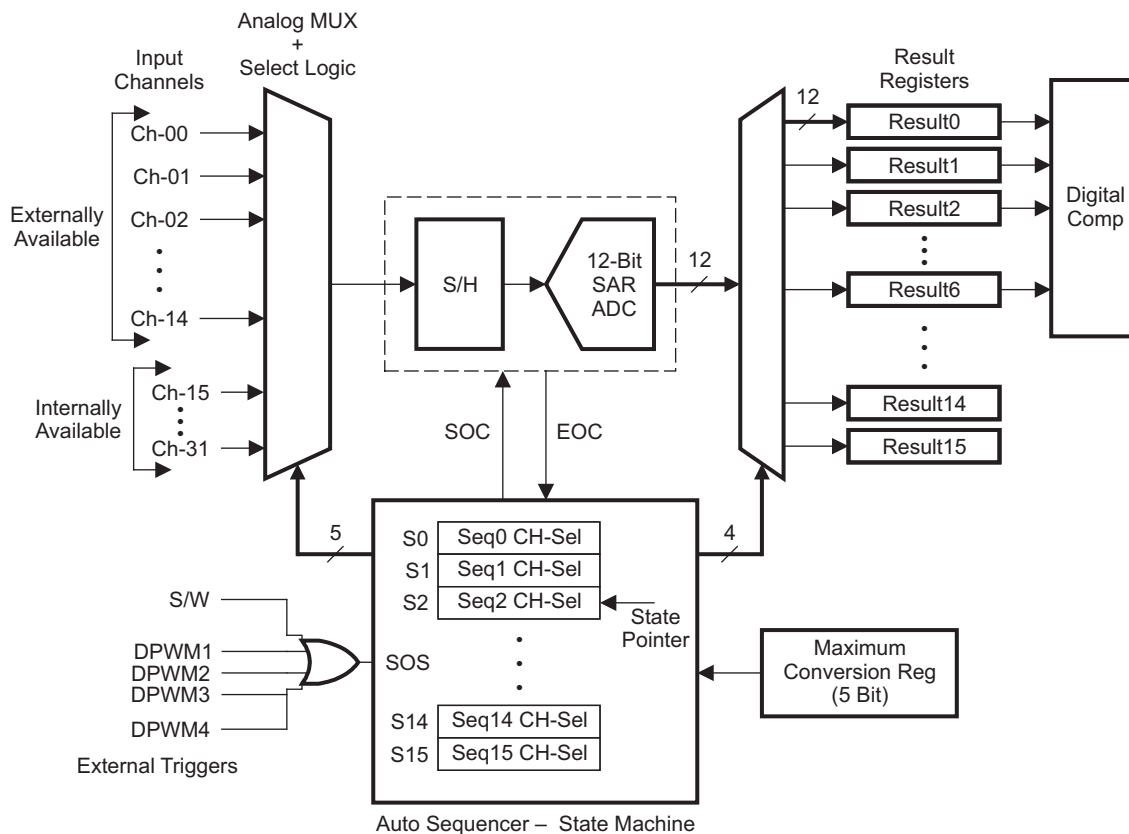 Analog MUX
+
Select Logic
Input
Channels
Ch-00
Ch-01
Ch-02
Ch-14
Externally
Available
Ch-15
Ch-31
Internally
Available
S/H
12-Bit
SAR
ADC
12
SOC
EOC
12
Result
Registers
Result0
Result1
Result2
Result6
Result14
Result15
Digital
Comp
5
4
S0
Seq0 CH-Sel
S1
Seq1 CH-Sel
S2
Seq2 CH-Sel
State
Pointer
SOS
S14
Seq14 CH-Sel
S15
Seq15 CH-Sel
S/W
DPWM1
DPWM2
DPWM3
DPWM4
External Triggers
Maximum
Conversion Reg
(5 Bit)
Auto Sequencer – State Machine